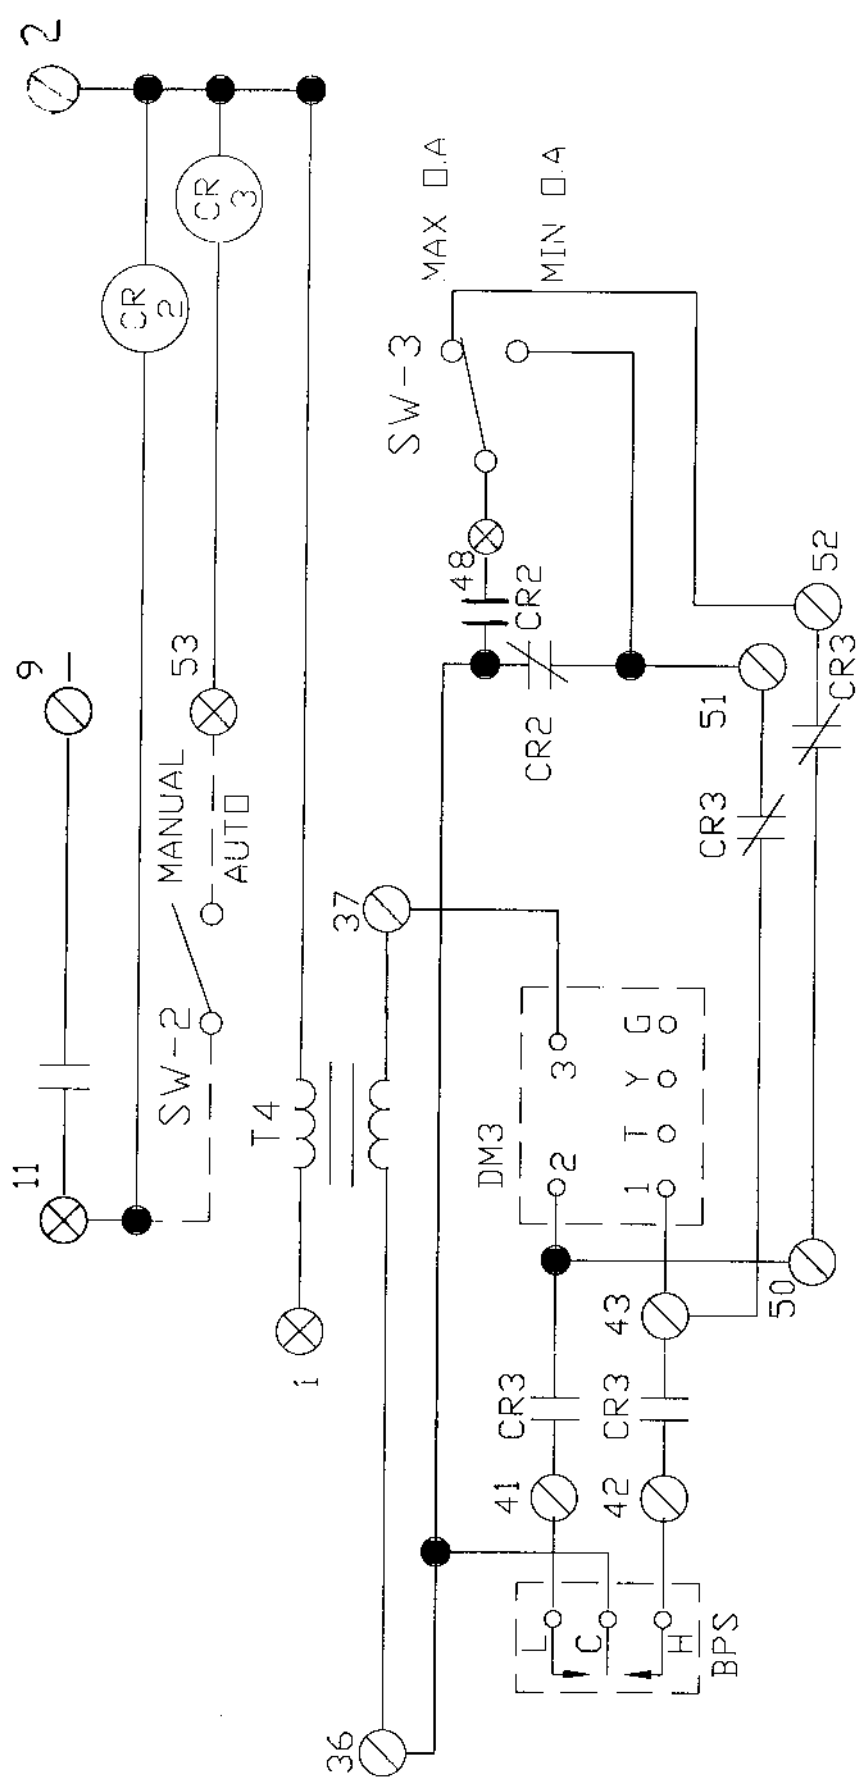 11
9
2
CR
2
SW-2
MANUAL
AUTO
53
CR
3
1
T4
36
37
SW-3
MAX O.A
MIN O.A
48
CR2
CR2
DM3
2
3
1
T
Y
G
41
CR3
42
CR3
43
L
C
H
BPS
CR3
51
50
CR3
52